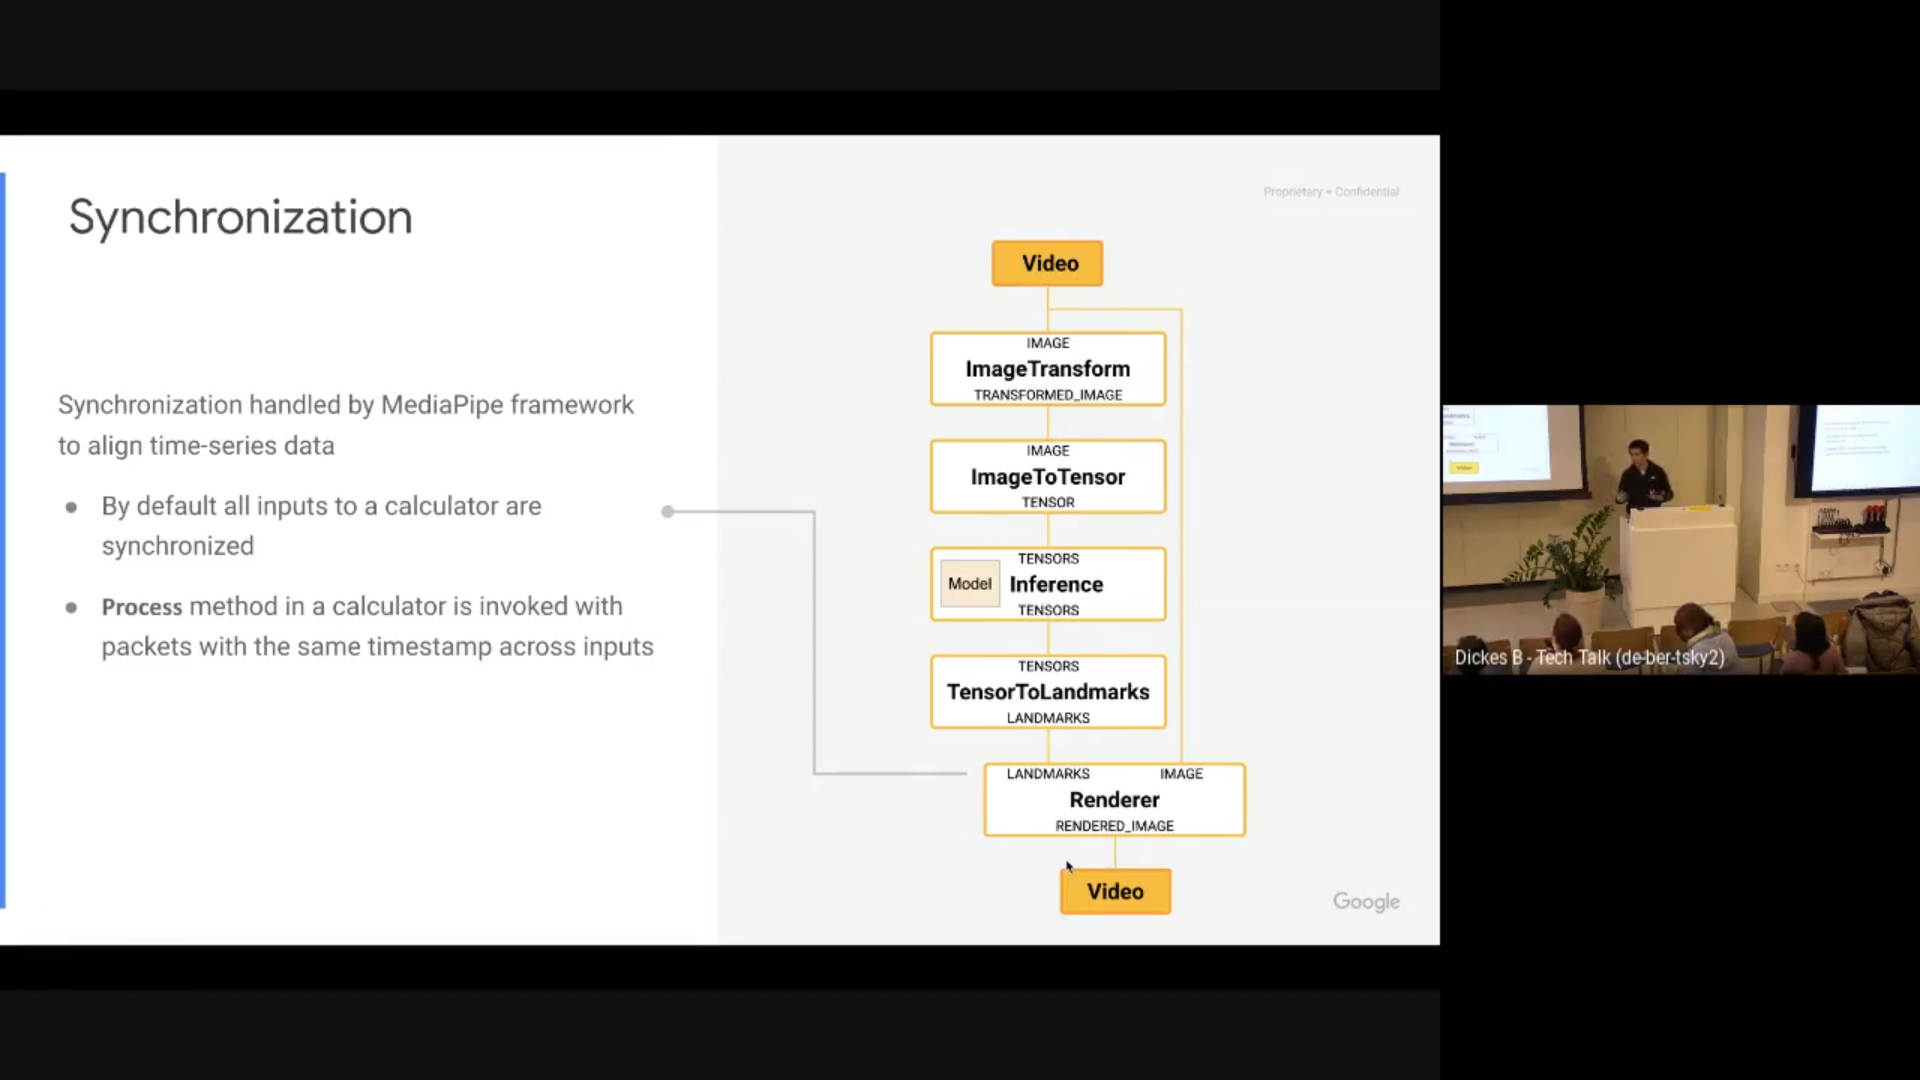 Synchronization
Proprietary + Confidential
Synchronization handled by MediaPipe framework
to align time-series data
● By default all inputs to a calculator are
synchronized
● Process method in a calculator is invoked with
packets with the same timestamp across inputs
Video
IMAGE
ImageTransform
TRANSFORMED_IMAGE
IMAGE
ImageToTensor
TENSOR
TENSORS
Model Inference
TENSORS
TENSORS
TensorToLandmarks
LANDMARKS
LANDMARKS IMAGE
Renderer
RENDERED_IMAGE
Video
Google
Dickes B - Tech Talk (de-ber-tsky2)